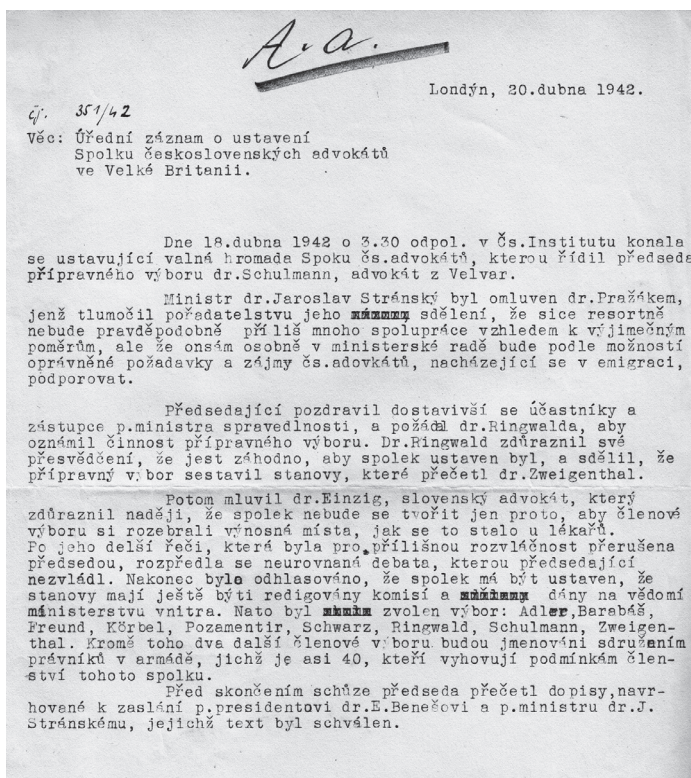 A.a.
Londýn, 20.dubna 1942.
čj. 351/42
Věc: Úřední záznam o ustavení
Spolku československých advokátů
ve Velké Britanii.
Dne 18.dubna 1942 o 3.30 odpol. v Čs.Institutu konala
se ustavující valná hromada Spoku čs.advokátů, kterou řídil předseda
přípravného výboru dr.Schulmann, advokát z Velvar.
Ministr dr.Jaroslav Stránský byl omluven dr.Pražákem,
jenž tlumočil pořadatelstvu jeho sdělení, že sice resortně
nebude pravděpodobně příliš mnoho spolupráce vzhledem k výjimečným
poměrům, ale že onsám osobně v ministerské radě bude podle možností
oprávněné požadavky a zájmy čs.adovkátů, nacházející se v emigraci,
podporovat.
Předsedající pozdravil dostavivší se účastníky a
zástupce p.ministra spravedlnosti, a požádal dr.Ringwalda, aby
oznámil činnost přípravného výboru. Dr.Ringwald zdůraznil své
přesvědčení, že jest záhodno, aby spolek ustaven byl, a sdělil, že
přípravný výbor sestavil stanovy, které přečetl dr.Zweigenthal.
Potom mluvil dr.Einzig, slovenský advokát, který
zdůraznil naději, že spolek nebude se tvořit jen proto, aby členové
výboru si rozebrali výnosná místa, jak se to stalo u lékařů.
Po jeho delší řeči, která byla pro přílišnou rozvláčnost přerušena
předsedou, rozpředla se neurovnaná debata, kterou předsedající
nezvládl. Nakonec bylo odhlasováno, že spolek má být ustaven, že
stanovy mají ještě býti redigovány komisí a dány na vědomí
ministerstvu vnitra. Nato byl zvolen výbor: Adler,Barabáš,
Freund, Körbel, Pozamentir, Schwarz, Ringwald, Schulmann, Zweigen-
thal. Kromě toho dva další členové výboru budou jmenováni sdružením
právníků v armádě, jichž je asi 40, kteří vyhovují podmínkám člen-
ství tohoto spolku.
Před skončením schůze předseda přečetl dopisy,navr-
hované k zaslání p.presidentovi dr.E.Benešovi a p.ministru dr.J.
Stránskému, jejichž text byl schválen.